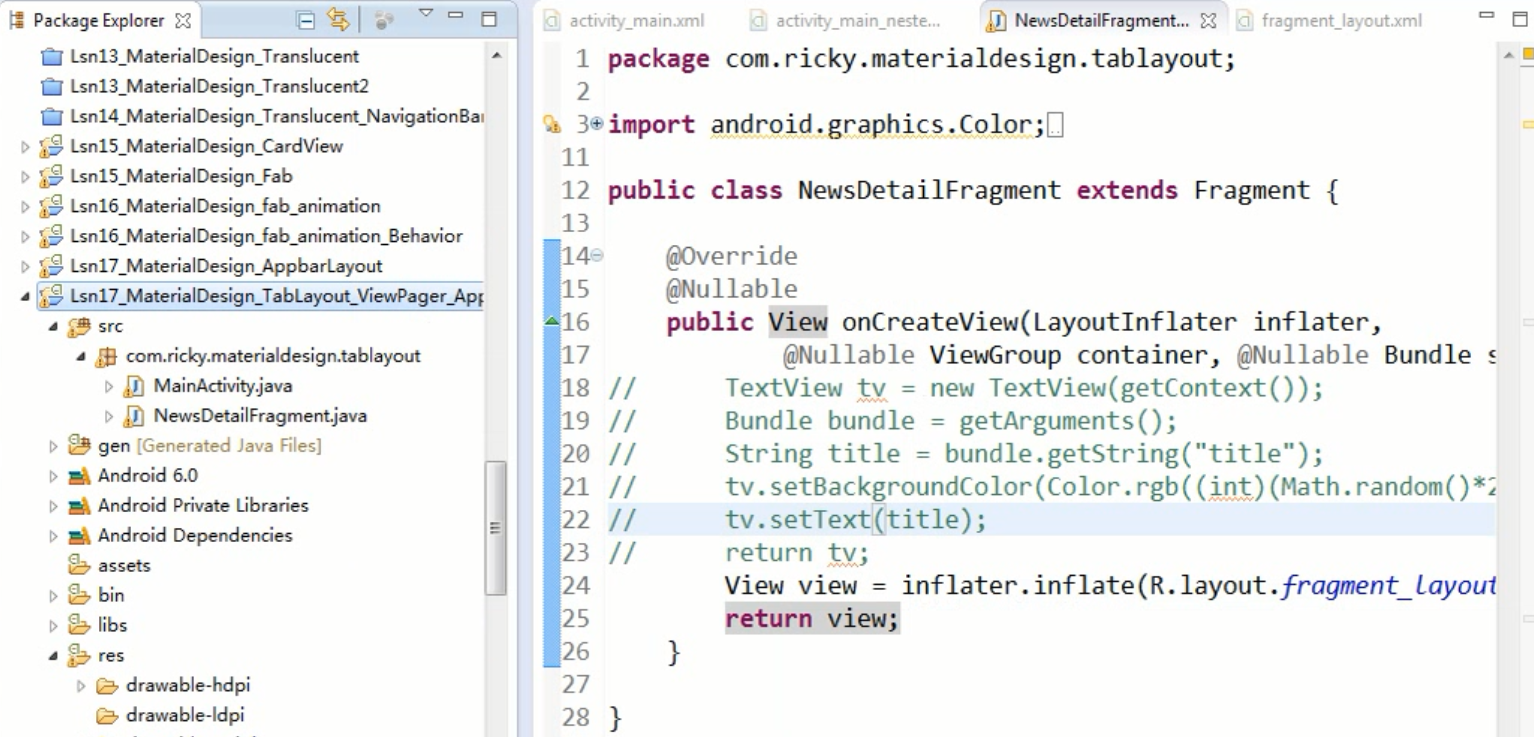 Package Explorer
Lsn13_MaterialDesign_Translucent
Lsn13_MaterialDesign_Translucent2
Lsn14_MaterialDesign_Translucent_NavigationBa
Lsn15_MaterialDesign_CardView
Lsn15_MaterialDesign_Fab
Lsn16_MaterialDesign_fab_animation
Lsn16_MaterialDesign_fab_animation_Behavior
Lsn17_MaterialDesign_AppbarLayout
Lsn17_MaterialDesign_TabLayout_ViewPager_App
src
com.ricky.materialdesign.tablayout
MainActivity.java
NewsDetailFragment.java
gen [Generated Java Files]
Android 6.0
Android Private Libraries
Android Dependencies
assets
bin
libs
res
drawable-hdpi
drawable-ldpi
activity_main.xml
activity_main_neste...
NewsDetailFragment...
fragment_layout.xml
1 package com.ricky.materialdesign.tablayout;
2
3 import android.graphics.Color;
11
12 public class NewsDetailFragment extends Fragment {
13
14 @Override
15 @Nullable
16 public View onCreateView(LayoutInflater inflater,
17 @Nullable ViewGroup container, @Nullable Bundle s
18 // TextView tv = new TextView(getContext());
19 // Bundle bundle = getArguments();
20 // String title = bundle.getString("title");
21 // tv.setBackgroundColor(Color.rgb((int)(Math.random()*2
22 // tv.setText(title);
23 // return tv;
24 View view = inflater.inflate(R.layout.fragment_layout
25 return view;
26 }
27
28 }